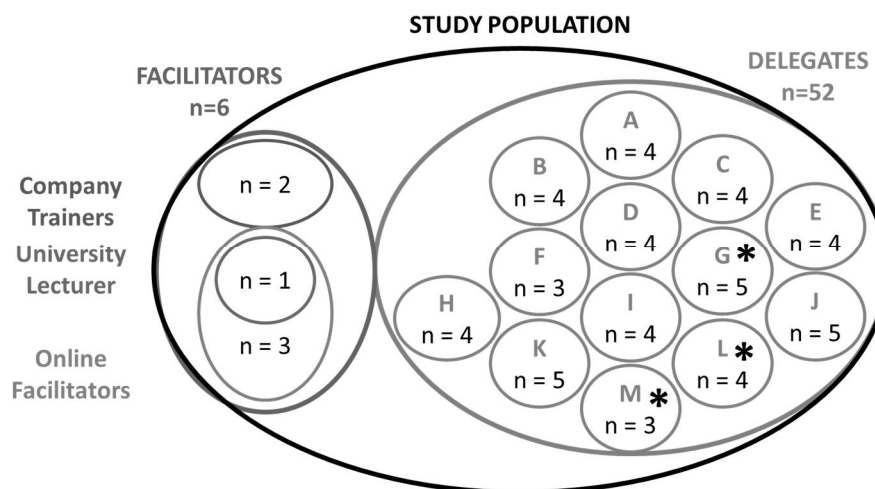 STUDY POPULATION
FACILITATORS
n=6
DELEGATES
n=52
Company
Trainers
University
Lecturer
Online
Facilitators
n = 2
n = 1
n = 3
A
n = 4
B
n = 4
C
n = 4
D
n = 4
E
n = 4
F
n = 3
G *
n = 5
H
n = 4
I
n = 4
J
n = 5
K
n = 5
L *
n = 4
M *
n = 3